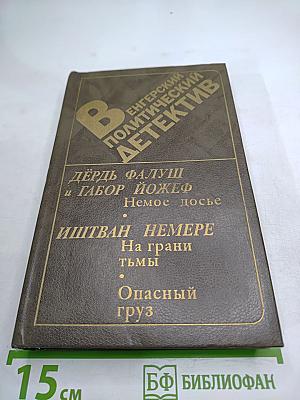 Венгерский
политический
детектив
ДЁРДЬ ФАЛУШ
и ГАБОР ЙОЖЕФ
Немое досье
•
ИШТВАН НЕМЕРЕ
На грани
тьмы
•
Опасный
груз
15 см
БФ БИБЛИОФАН